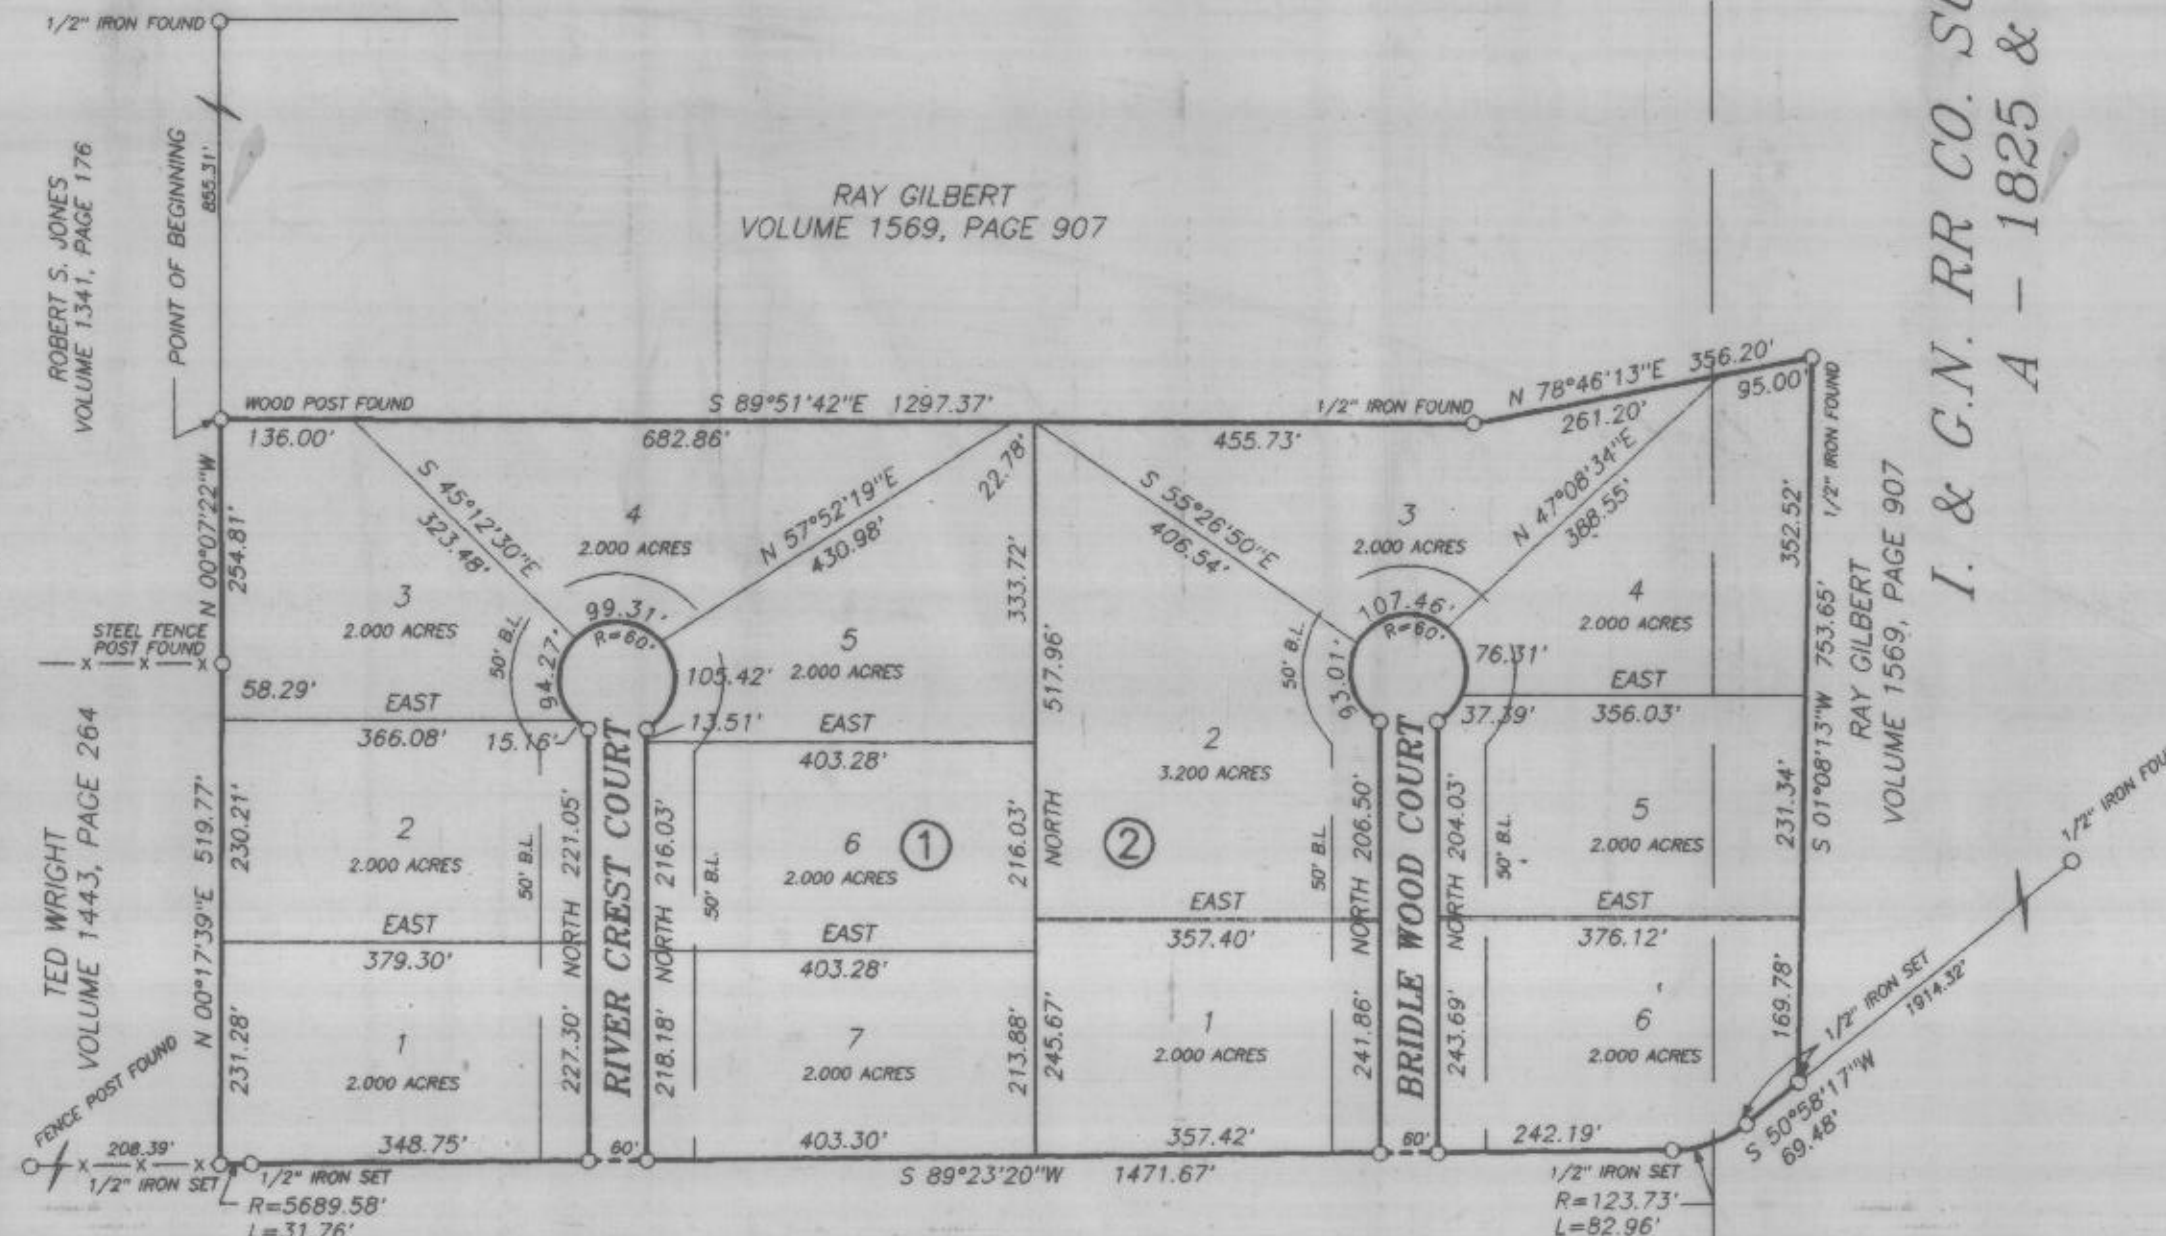 1/2" IRON FOUND
ROBERT S. JONES
VOLUME 1341, PAGE 176
POINT OF BEGINNING
855.31'
RAY GILBERT
VOLUME 1569, PAGE 907
I. & G.N. RR CO.
A - 1825 &
WOOD POST FOUND
S 89°51'42"E 1297.37'
136.00'
682.86'
455.73'
1/2" IRON FOUND
N 78°46'13"E 356.20'
261.20'
95.00'
1/2" IRON FOUND
N 00°07'22"W
254.81'
S 45°12'30"E
323.48'
4
2.000 ACRES
N 57°52'19"E
430.98'
22.78'
333.72'
S 55°26'50"E
406.54'
3
2.000 ACRES
N 47°08'34"E
388.55'
352.52'
3
2.000 ACRES
STEEL FENCE
POST FOUND
X X X
58.29'
EAST
366.08'
15.16'
50' B.L.
94.27'
99.31'
R=60'
105.42'
13.51'
5
2.000 ACRES
EAST
403.28'
517.96'
NORTH
50' B.L.
93.01'
107.46'
R=60'
76.31'
37.39'
4
2.000 ACRES
EAST
356.03'
S 01°08'13"W 753.65'
RAY GILBERT
VOLUME 1569, PAGE 907
TED WRIGHT
VOLUME 1443, PAGE 264
N 00°17'39"E 519.77'
230.21'
2
2.000 ACRES
50' B.L.
NORTH 221.05'
RIVER CREST COURT
NORTH 216.03'
50' B.L.
6
2.000 ACRES
1
216.03'
2
2
3.200 ACRES
50' B.L.
NORTH 206.50'
BRIDLE WOOD COURT
NORTH 204.03'
50' B.L.
5
2.000 ACRES
231.34'
EAST
379.30'
EAST
403.28'
EAST
357.40'
EAST
376.12'
231.28'
1
2.000 ACRES
227.30'
218.18'
7
2.000 ACRES
213.88'
245.67'
1
2.000 ACRES
241.86'
243.69'
6
2.000 ACRES
169.78'
1/2" IRON SET
1914.32'
S 50°58'17"W
69.48'
FENCE POST FOUND
208.39'
X X X
1/2" IRON SET
348.75'
60'
403.30'
357.42'
60'
242.19'
S 89°23'20"W 1471.67'
1/2" IRON SET
R=5689.58'
L=31.76'
1/2" IRON SET
R=123.73'
L=82.96'
1/2" IRON